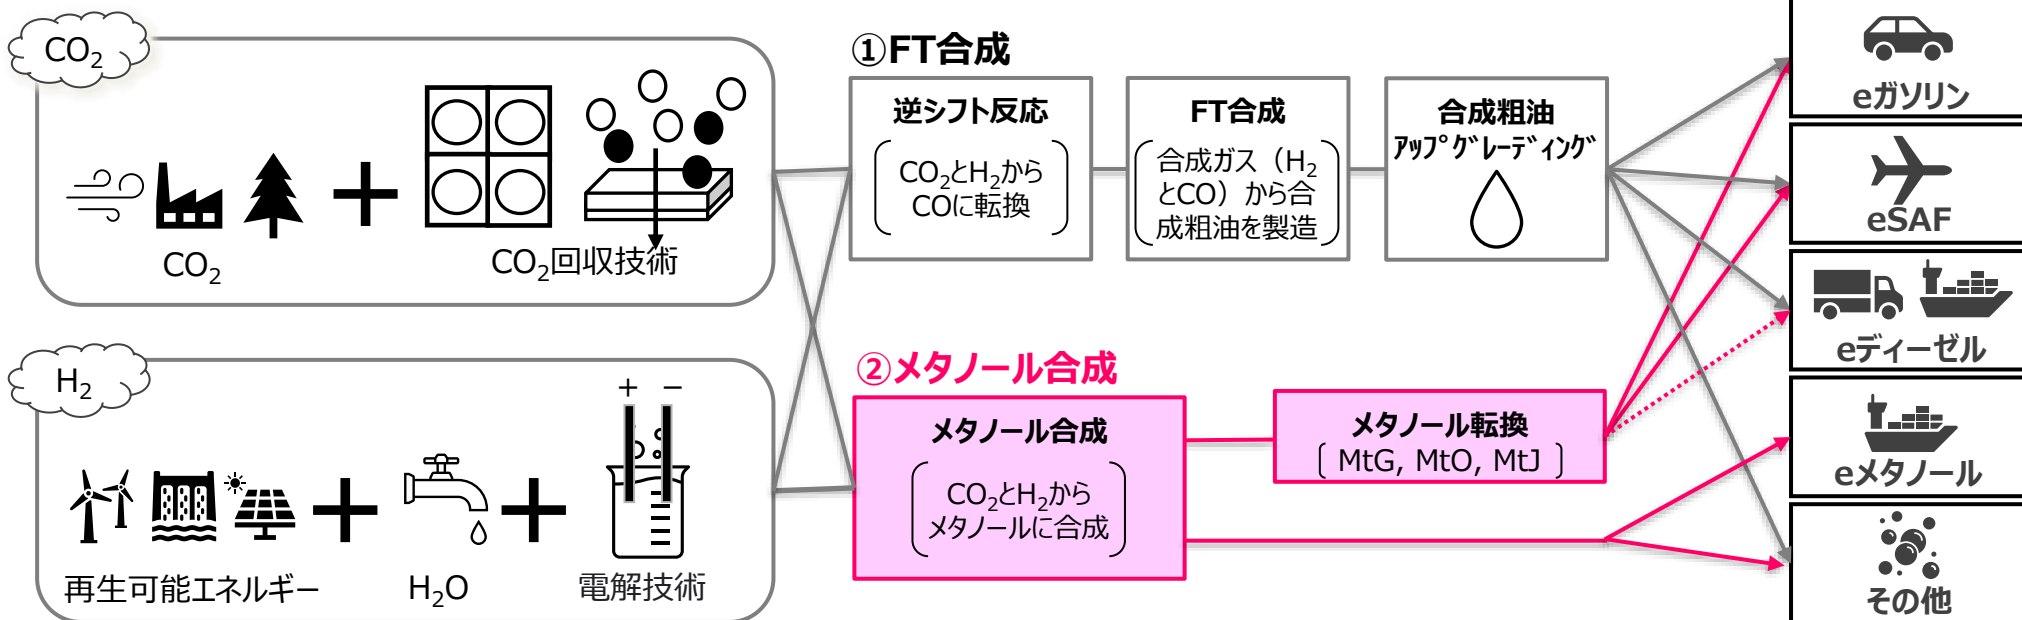 CO₂
CO₂
CO₂回収技術
H₂
+ −
再生可能エネルギー
H₂O
電解技術
①FT合成
逆シフト反応
CO₂とH₂から
COに転換
FT合成
合成ガス（H₂
とCO）から合
成粗油を製造
合成粗油
ｱｯﾌﾟｸﾞﾚｰﾃﾞｨﾝｸﾞ
②メタノール合成
メタノール合成
CO₂とH₂から
メタノールに合成
メタノール転換
[ MtG, MtO, MtJ ]
eガソリン
eSAF
eディーゼル
eメタノール
その他